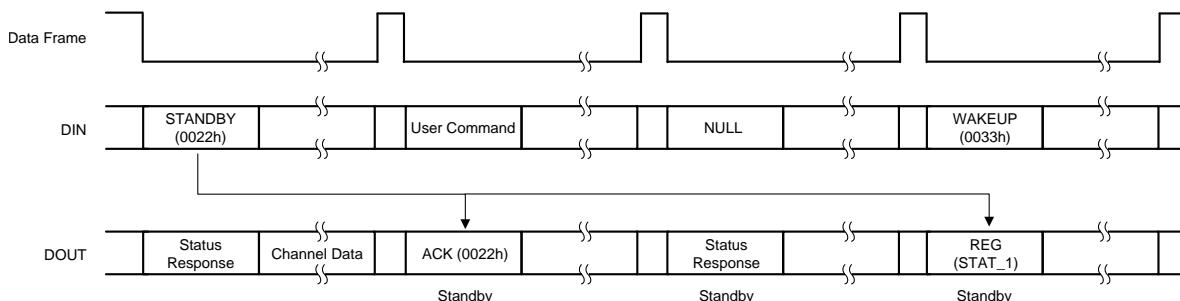 Data Frame
DIN
STANDBY
(0022h)
User Command
NULL
WAKEUP
(0033h)
DOUT
Status
Response
Channel Data
ACK (0022h)
Status
Response
REG
(STAT_1)
Standby
Standby
Standby